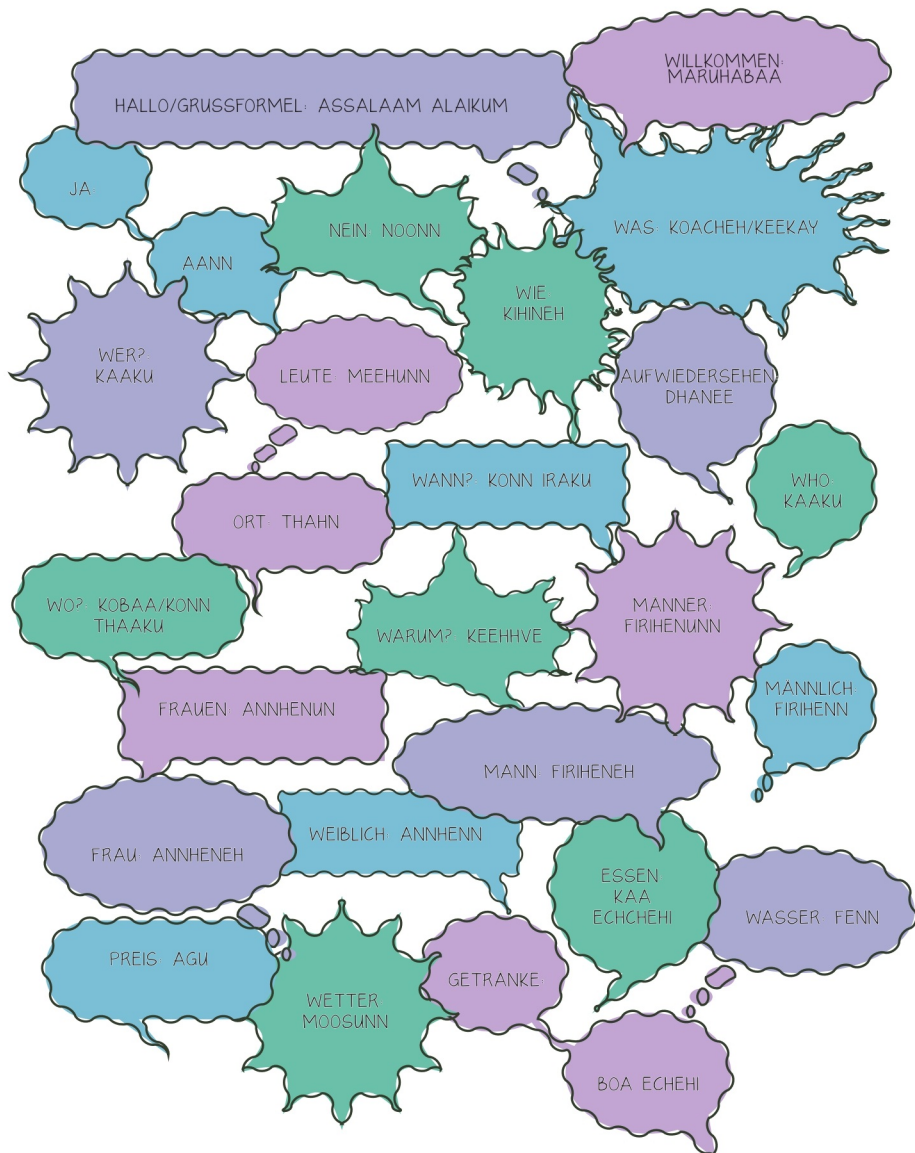 WILLKOMMEN:
MARUHABAA
HALLO/GRUSSFORMEL: ASSALAAM ALAIKUM
JA
AANN
NEIN: NOONN
WAS: KOACHEH/KEEKAY
WIE
KIHINEH
WER?
KAAKU
LEUTE: MEEHUNN
AUFWIEDERSEHEN:
DHANEE
WANN?: KONN IRAKU
WHO:
KAAKU
ORT: THAHN
WO?: KOBAA/KONN
THAAKU
WARUM?: KEEHHVE
MANNER
FIRIHENUNN
FRAUEN: ANNHENUN
MANNLICH:
FIRIHENN
MANN: FIRIHENEH
FRAU: ANNHENEH
WEIBLICH: ANNHENN
ESSEN
KAA
ECHCHEHI
WASSER: FENN
PREIS: AGU
WETTER
MOOSUNN
GETRANKE:
BOA ECHEHI